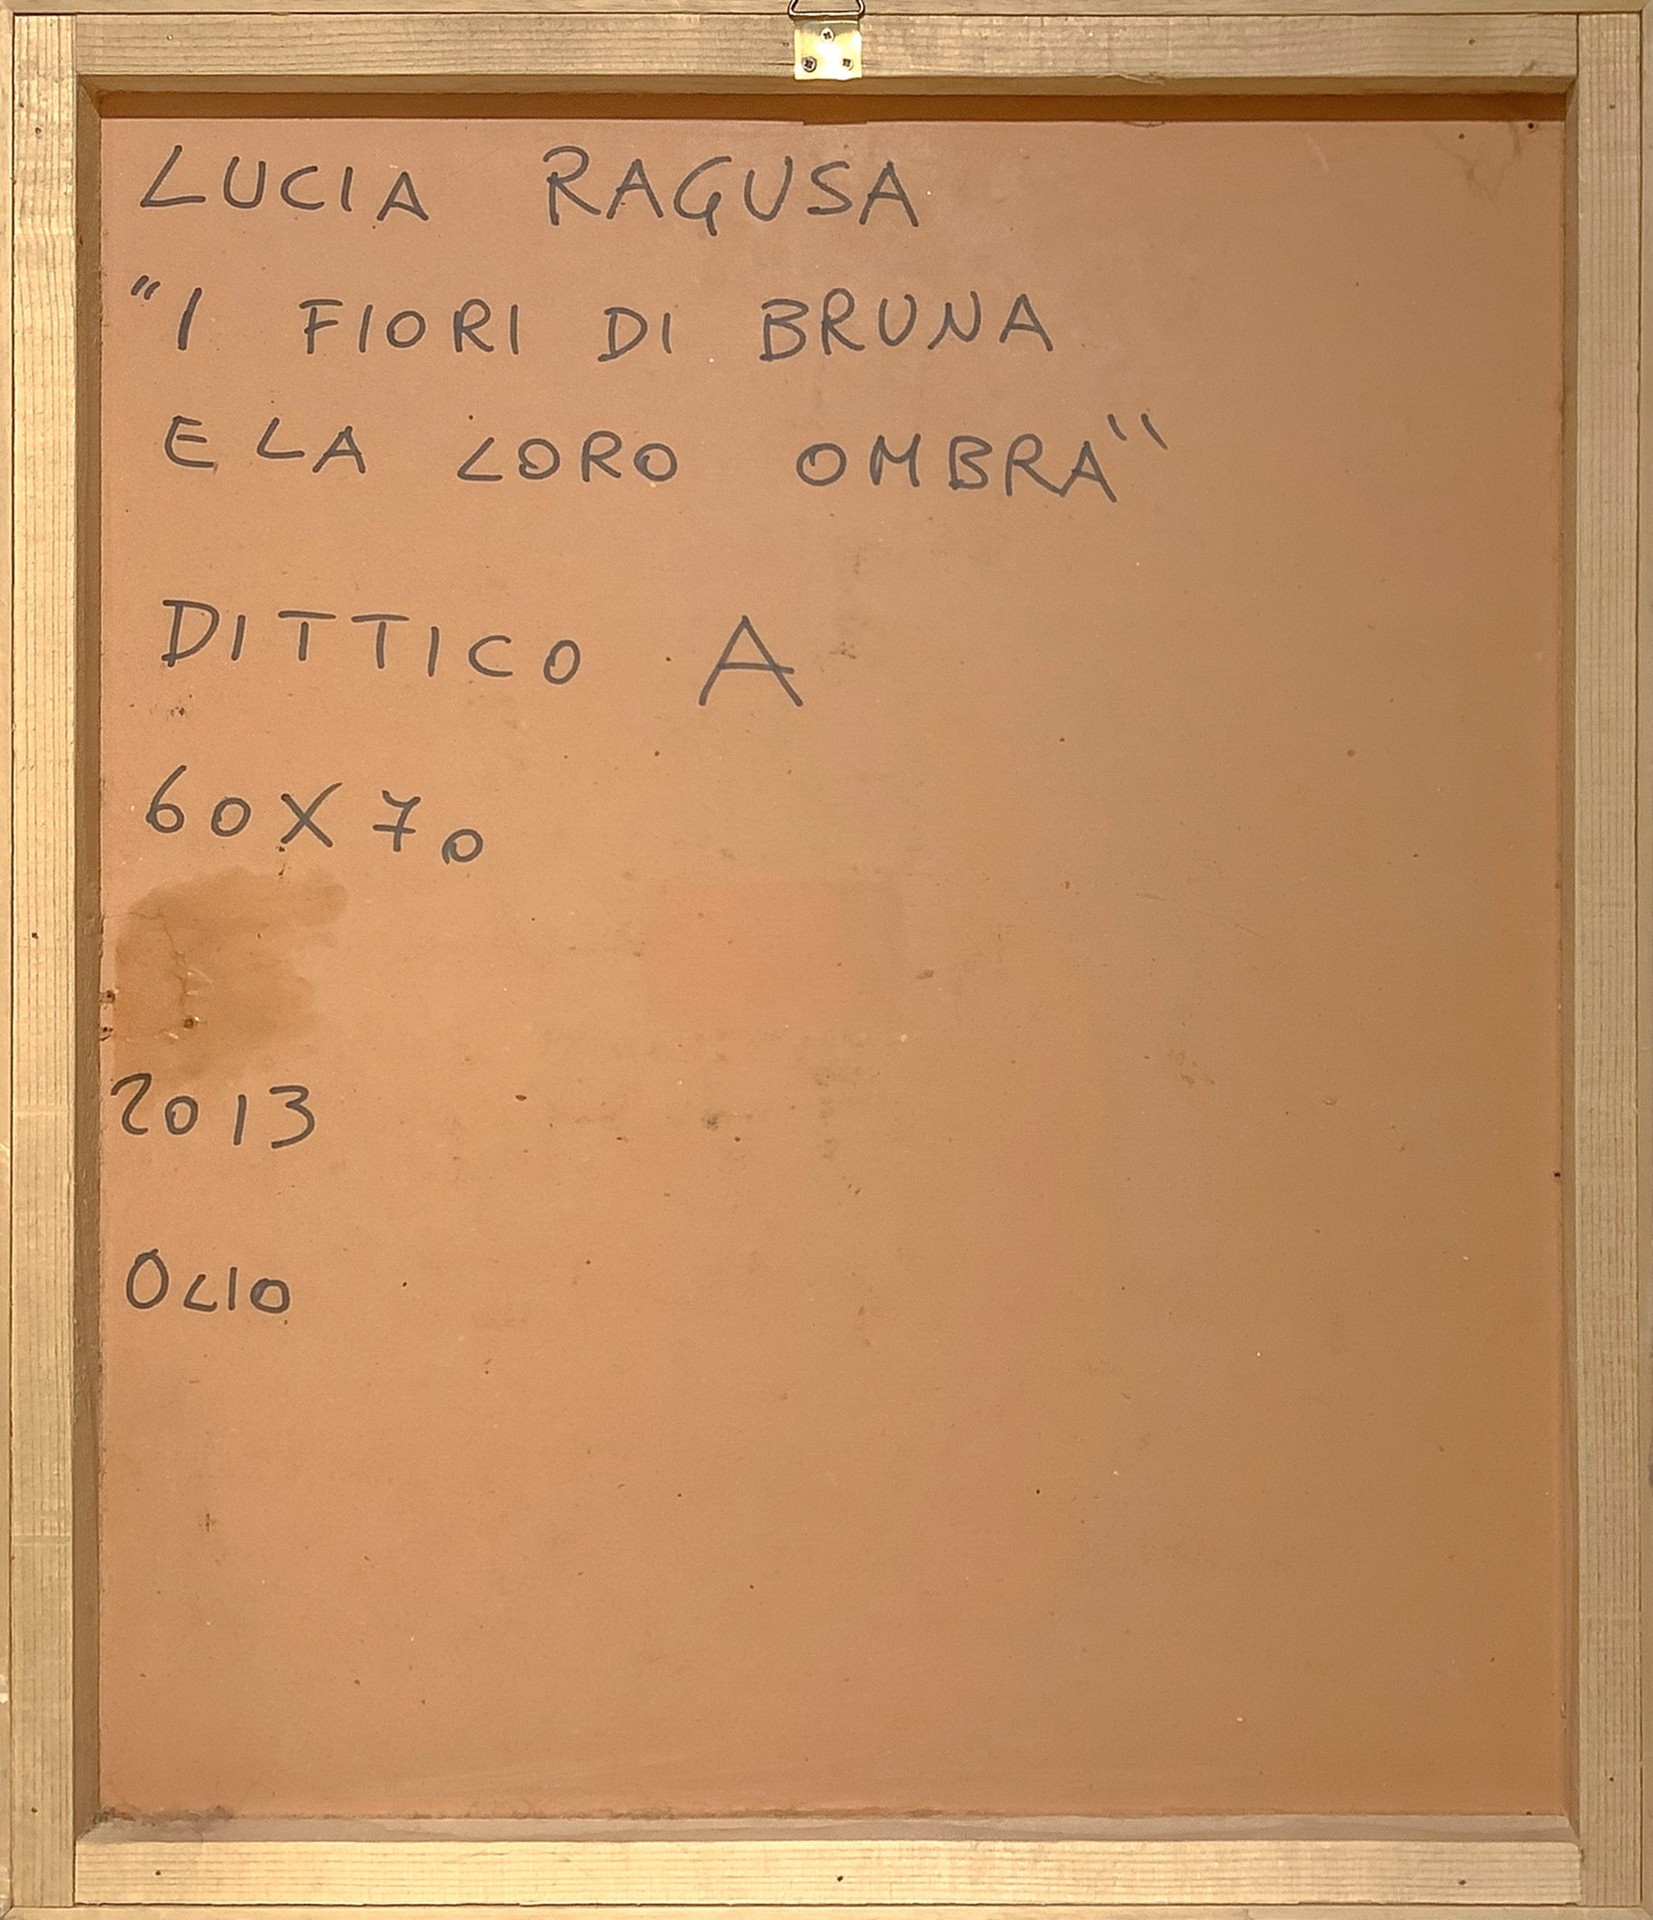 LUCIA RAGUSA
"I FIORI DI BRUNA
E LA LORO OMBRA"
DITTICO A
60X70
2013
OLIO